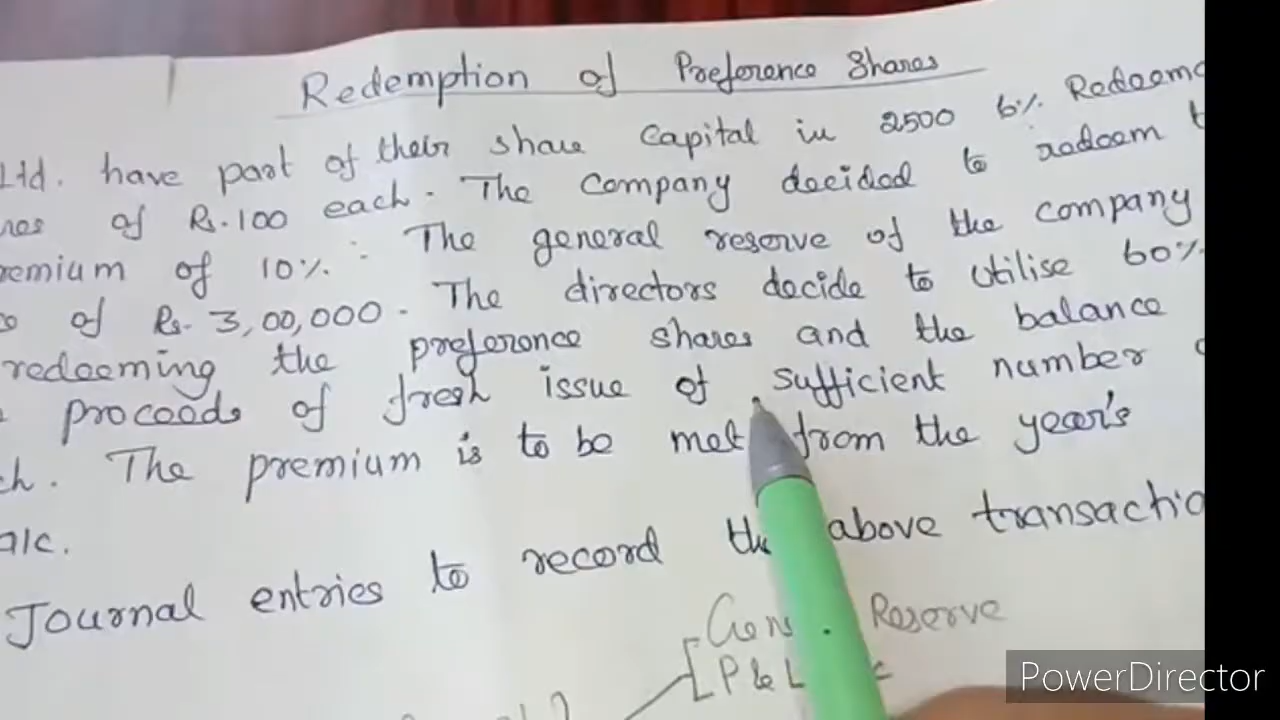 Redemption of Preference Shares
Ltd. have part of their share capital in 2500 6% Redeema
res of Rs.100 each. The company decided to redeem t
remium of 10%. The general reserve of the company
of Rs. 3,00,000. The directors decide to utilise 60%
redeeming the preference shares and the balance
proceeds of fresh issue of sufficient number
ch. The premium is to be met from the year's
a/c.
Journal entries to record the above transactio
Gen. Reserve
P & L
PowerDirector